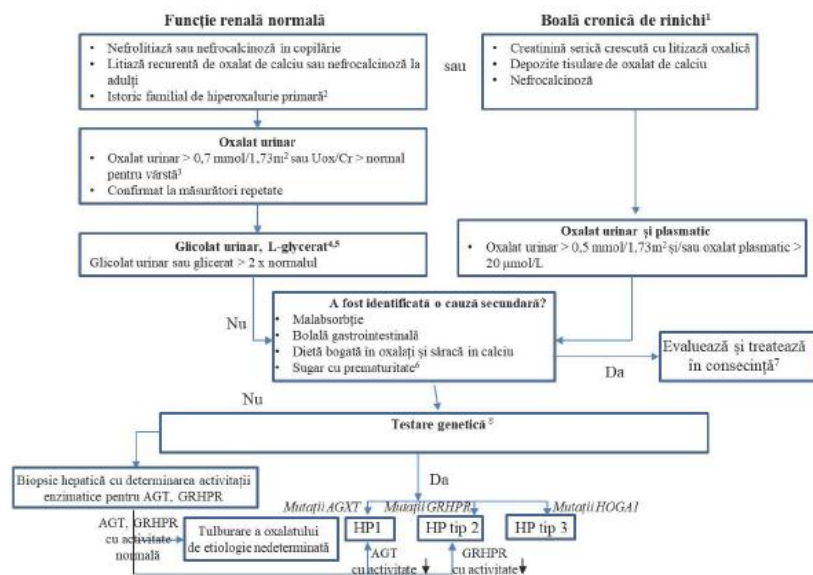 Funcție renală normală
Boală cronică de rinichi¹
• Nefrolitiază sau nefrocalcinoză în copilărie
• Litiază recurentă de oxalat de calciu sau nefrocalcinoză la
adulți
• Istoric familial de hiperoxalurie primară²
sau
• Creatinină serică crescută cu litizază oxalică
• Depozite tisulare de oxalat de calciu
• Nefrocalcinoză
Oxalat urinar
• Oxalat urinar > 0,7 mmol/1,73m² sau Uox/Cr > normal
pentru vârstă³
• Confirmat la măsurători repetate
Glicolat urinar, L-glycerat⁴,⁵
Glicolat urinar sau glicerat > 2 x normalul
Oxalat urinar și plasmatic
• Oxalat urinar > 0,5 mmol/1,73m² și/sau oxalat plasmatic >
20 μmol/L
Nu
A fost identificată o cauză secundară?
• Malabsorbție
• Bolală gastrointestinală
• Dietă bogată în oxalați și săracă in calciu
• Sugar cu prematuritate⁶
Da
Evaluează și treatează
în consecință⁷
Nu
Testare genetică⁸
Biopsie hepatică cu determinarea activitații
enzimatice pentru AGT, GRHPR
Da
Mutații AGXT
Mutații GRHPR
Mutații HOGA1
AGT, GRHPR
cu activitate
normală
Tulburare a oxalatului
de etiologie nedeterminată
HP1
HP tip 2
HP tip 3
AGT
cu activitate
GRHPR
cu activitate